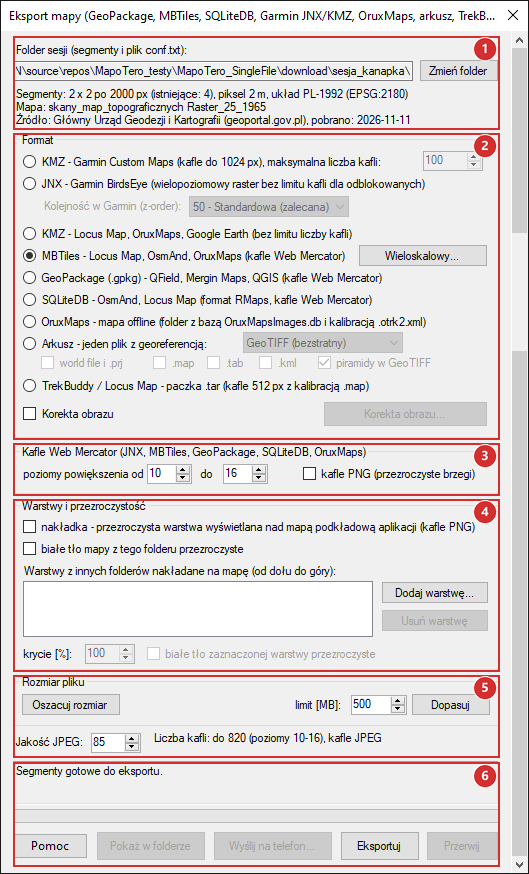 Eksport mapy (GeoPackage, MBTiles, SQLiteDB, Garmin JNX/KMZ, OruxMaps, arkusz, TrekB...
1
Folder sesji (segmenty i plik conf.txt):
\source\repos\MapoTero_testy\MapoTero_SingleFile\download\sesja_kanapka\
Zmień folder
Segmenty: 2 x 2 po 2000 px (istniejące: 4), piksel 2 m, układ PL-1992 (EPSG:2180)
Mapa: skany_map_topograficznych Raster_25_1965
Źródło: Główny Urząd Geodezji i Kartografii (geoportal.gov.pl), pobrano: 2026-11-11
Format
2
KMZ - Garmin Custom Maps (kafle do 1024 px), maksymalna liczba kafli: 100
JNX - Garmin BirdsEye (wielopoziomowy raster bez limitu kafli dla odblokowanych)
Kolejność w Garmin (z-order): 50 - Standardowa (zalecana)
KMZ - Locus Map, OruxMaps, Google Earth (bez limitu liczby kafli)
MBTiles - Locus Map, OsmAnd, OruxMaps (kafle Web Mercator) Wieloskalowy...
GeoPackage (.gpkg) - QField, Mergin Maps, QGIS (kafle Web Mercator)
SQLiteDB - OsmAnd, Locus Map (format RMaps, kafle Web Mercator)
OruxMaps - mapa offline (folder z bazą OruxMapsImages.db i kalibracją .otrk2.xml)
Arkusz - jeden plik z georeferencją: GeoTIFF (bezstratny)
world file i .prj .map .tab .kml piramidy w GeoTIFF
TrekBuddy / Locus Map - paczka .tar (kafle 512 px z kalibracją .map)
Korekta obrazu Korekta obrazu...
Kafle Web Mercator (JNX, MBTiles, GeoPackage, SQLiteDB, OruxMaps)
3
poziomy powiększenia od 10 do 16 kafle PNG (przezroczyste brzegi)
Warstwy i przezroczystość
4
nakładka - przezroczysta warstwa wyświetlana nad mapą podkładową aplikacji (kafle PNG)
białe tło mapy z tego folderu przezroczyste
Warstwy z innych folderów nakładane na mapę (od dołu do góry):
Dodaj warstwę...
Usuń warstwę
krycie [%]: 100 białe tło zaznaczonej warstwy przezroczyste
Rozmiar pliku
5
Oszacuj rozmiar limit [MB]: 500 Dopasuj
Jakość JPEG: 85 Liczba kafli: do 820 (poziomy 10-16), kafle JPEG
6
Segmenty gotowe do eksportu.
Pomoc Pokaż w folderze Wyślij na telefon... Eksportuj Przerwij